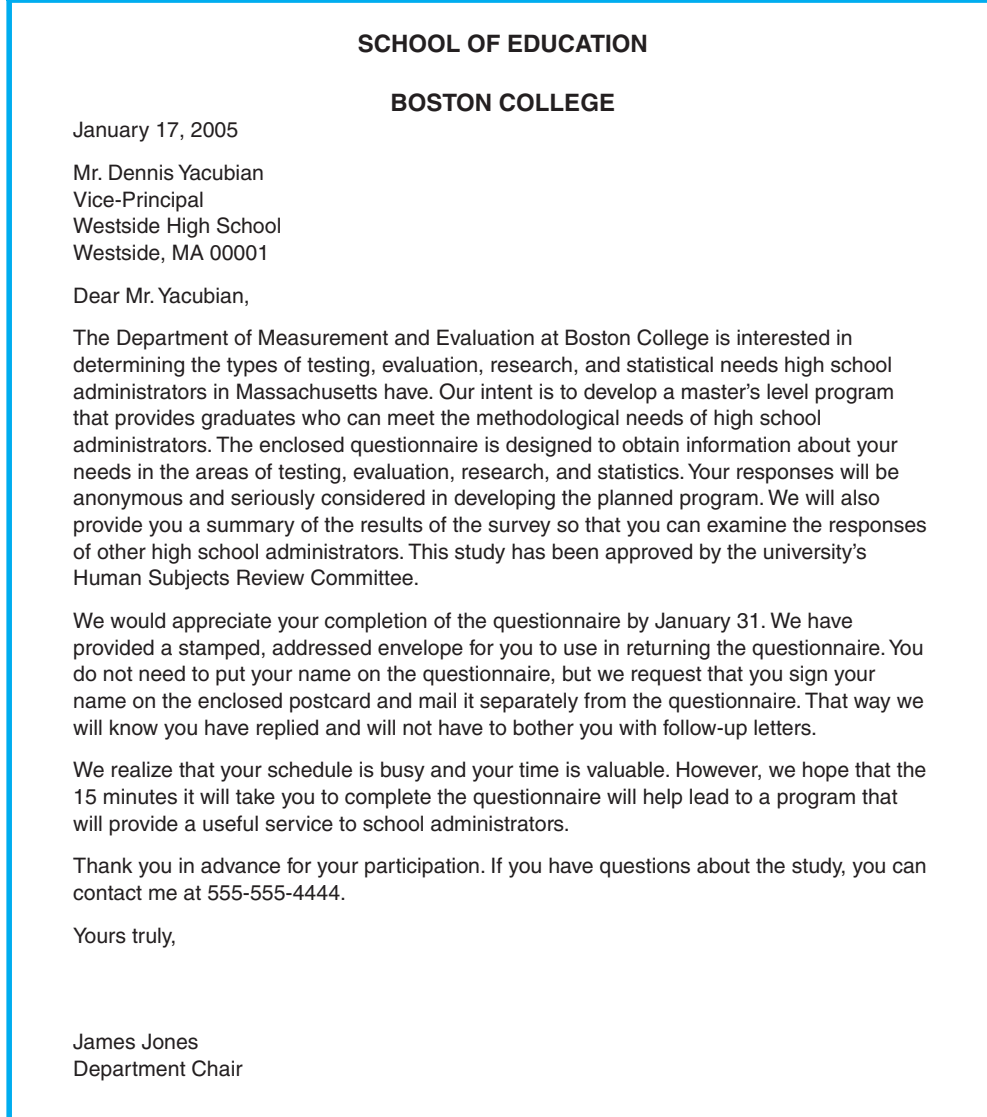 SCHOOL OF EDUCATION
BOSTON COLLEGE
January 17, 2005
Mr. Dennis Yacubian
Vice-Principal
Westside High School
Westside, MA 00001
Dear Mr. Yacubian,
The Department of Measurement and Evaluation at Boston College is interested in
determining the types of testing, evaluation, research, and statistical needs high school
administrators in Massachusetts have. Our intent is to develop a master’s level program
that provides graduates who can meet the methodological needs of high school
administrators. The enclosed questionnaire is designed to obtain information about your
needs in the areas of testing, evaluation, research, and statistics. Your responses will be
anonymous and seriously considered in developing the planned program. We will also
provide you a summary of the results of the survey so that you can examine the responses
of other high school administrators. This study has been approved by the university’s
Human Subjects Review Committee.
We would appreciate your completion of the questionnaire by January 31. We have
provided a stamped, addressed envelope for you to use in returning the questionnaire. You
do not need to put your name on the questionnaire, but we request that you sign your
name on the enclosed postcard and mail it separately from the questionnaire. That way we
will know you have replied and will not have to bother you with follow-up letters.
We realize that your schedule is busy and your time is valuable. However, we hope that the
15 minutes it will take you to complete the questionnaire will help lead to a program that
will provide a useful service to school administrators.
Thank you in advance for your participation. If you have questions about the study, you can
contact me at 555-555-4444.
Yours truly,
James Jones
Department Chair